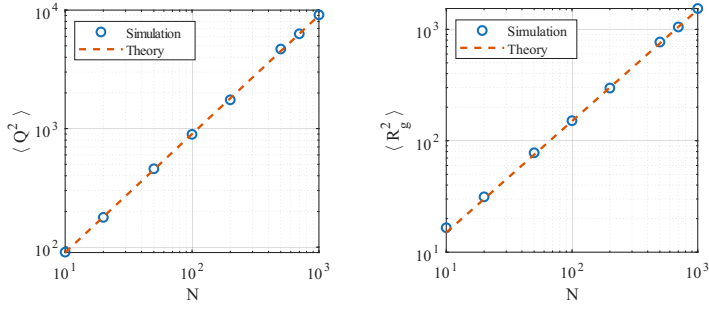 10^4
Simulation
Theory
⟨ Q^2 ⟩
10^3
10^2
10^1
10^2
10^3
N
10^3
Simulation
Theory
⟨ R_g^2 ⟩
10^2
10^1
10^1
10^2
10^3
N